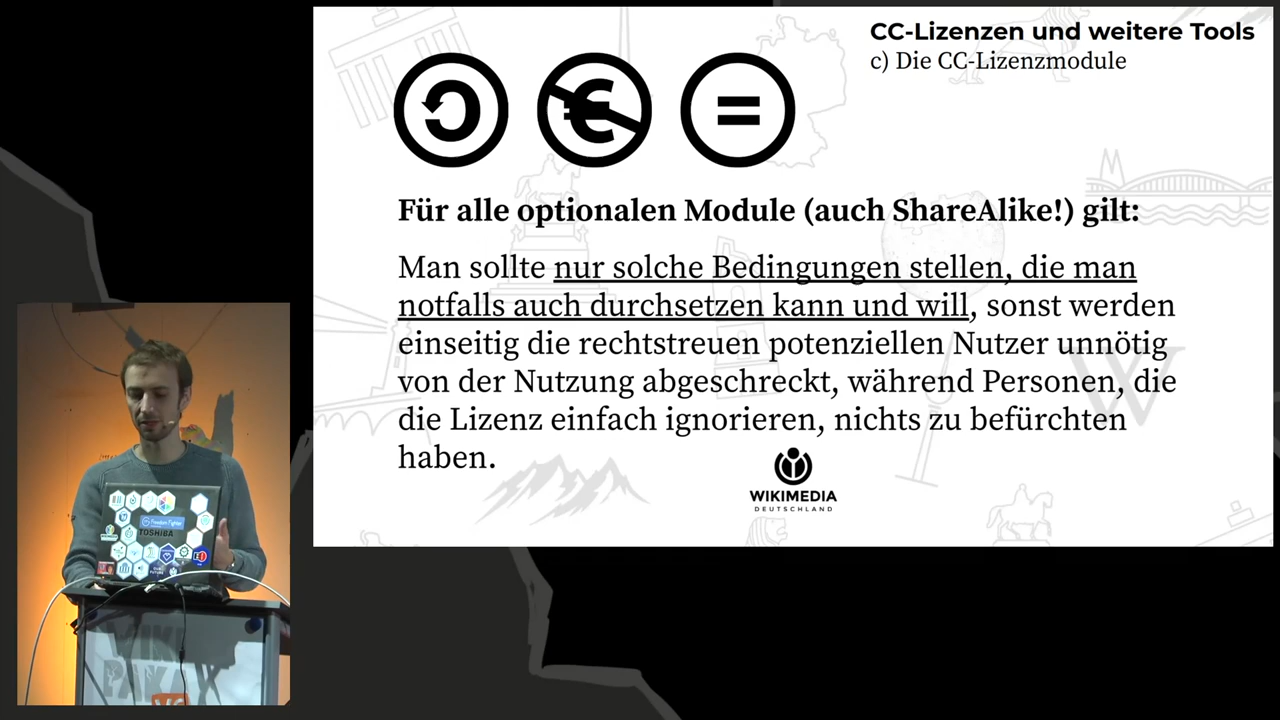 CC-Lizenzen und weitere Tools
c) Die CC-Lizenzmodule
Für alle optionalen Module (auch ShareAlike!) gilt:
Man sollte nur solche Bedingungen stellen, die man
notfalls auch durchsetzen kann und will, sonst werden
einseitig die rechtstreuen potenziellen Nutzer unnötig
von der Nutzung abgeschreckt, während Personen, die
die Lizenz einfach ignorieren, nichts zu befürchten
haben.
WIKIMEDIA
DEUTSCHLAND
Freedom Fighter
TOSHIBA
WIKI
PAKA